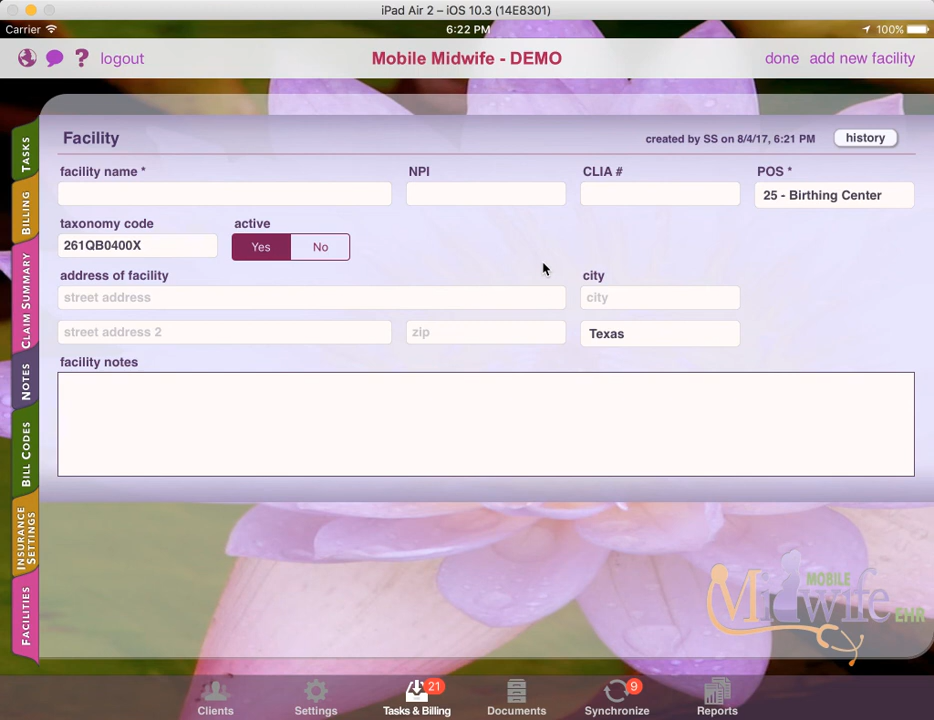 iPad Air 2 – iOS 10.3 (14E8301)
Carrier 6:22 PM 100%
? logout Mobile Midwife - DEMO done add new facility
Facility created by SS on 8/4/17, 6:21 PM history
facility name * NPI CLIA # POS *
25 - Birthing Center
taxonomy code active
261QB0400X Yes No
address of facility city
street address city
street address 2 zip Texas
facility notes
TASKS
BILLING
CLAIM SUMMARY
NOTES
BILL CODES
INSURANCE
SETTINGS
FACILITIES
MOBILE
Midwife EHR
21 9
Clients Settings Tasks & Billing Documents Synchronize Reports